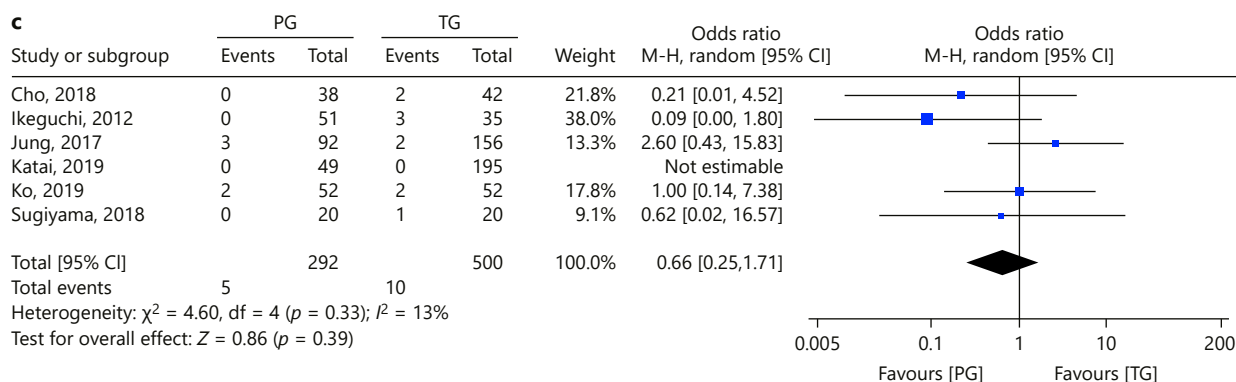 c
PG TG Odds ratio Odds ratio
Study or subgroup Events Total Events Total Weight M-H, random [95% CI] M-H, random [95% CI]
Cho, 2018 0 38 2 42 21.8% 0.21 [0.01, 4.52]
Ikeguchi, 2012 0 51 3 35 38.0% 0.09 [0.00, 1.80]
Jung, 2017 3 92 2 156 13.3% 2.60 [0.43, 15.83]
Katai, 2019 0 49 0 195 Not estimable
Ko, 2019 2 52 2 52 17.8% 1.00 [0.14, 7.38]
Sugiyama, 2018 0 20 1 20 9.1% 0.62 [0.02, 16.57]
Total [95% CI] 292 500 100.0% 0.66 [0.25,1.71]
Total events 5 10
Heterogeneity: χ² = 4.60, df = 4 (p = 0.33); I² = 13%
Test for overall effect: Z = 0.86 (p = 0.39)
0.005 0.1 1 10 200
Favours [PG] Favours [TG]